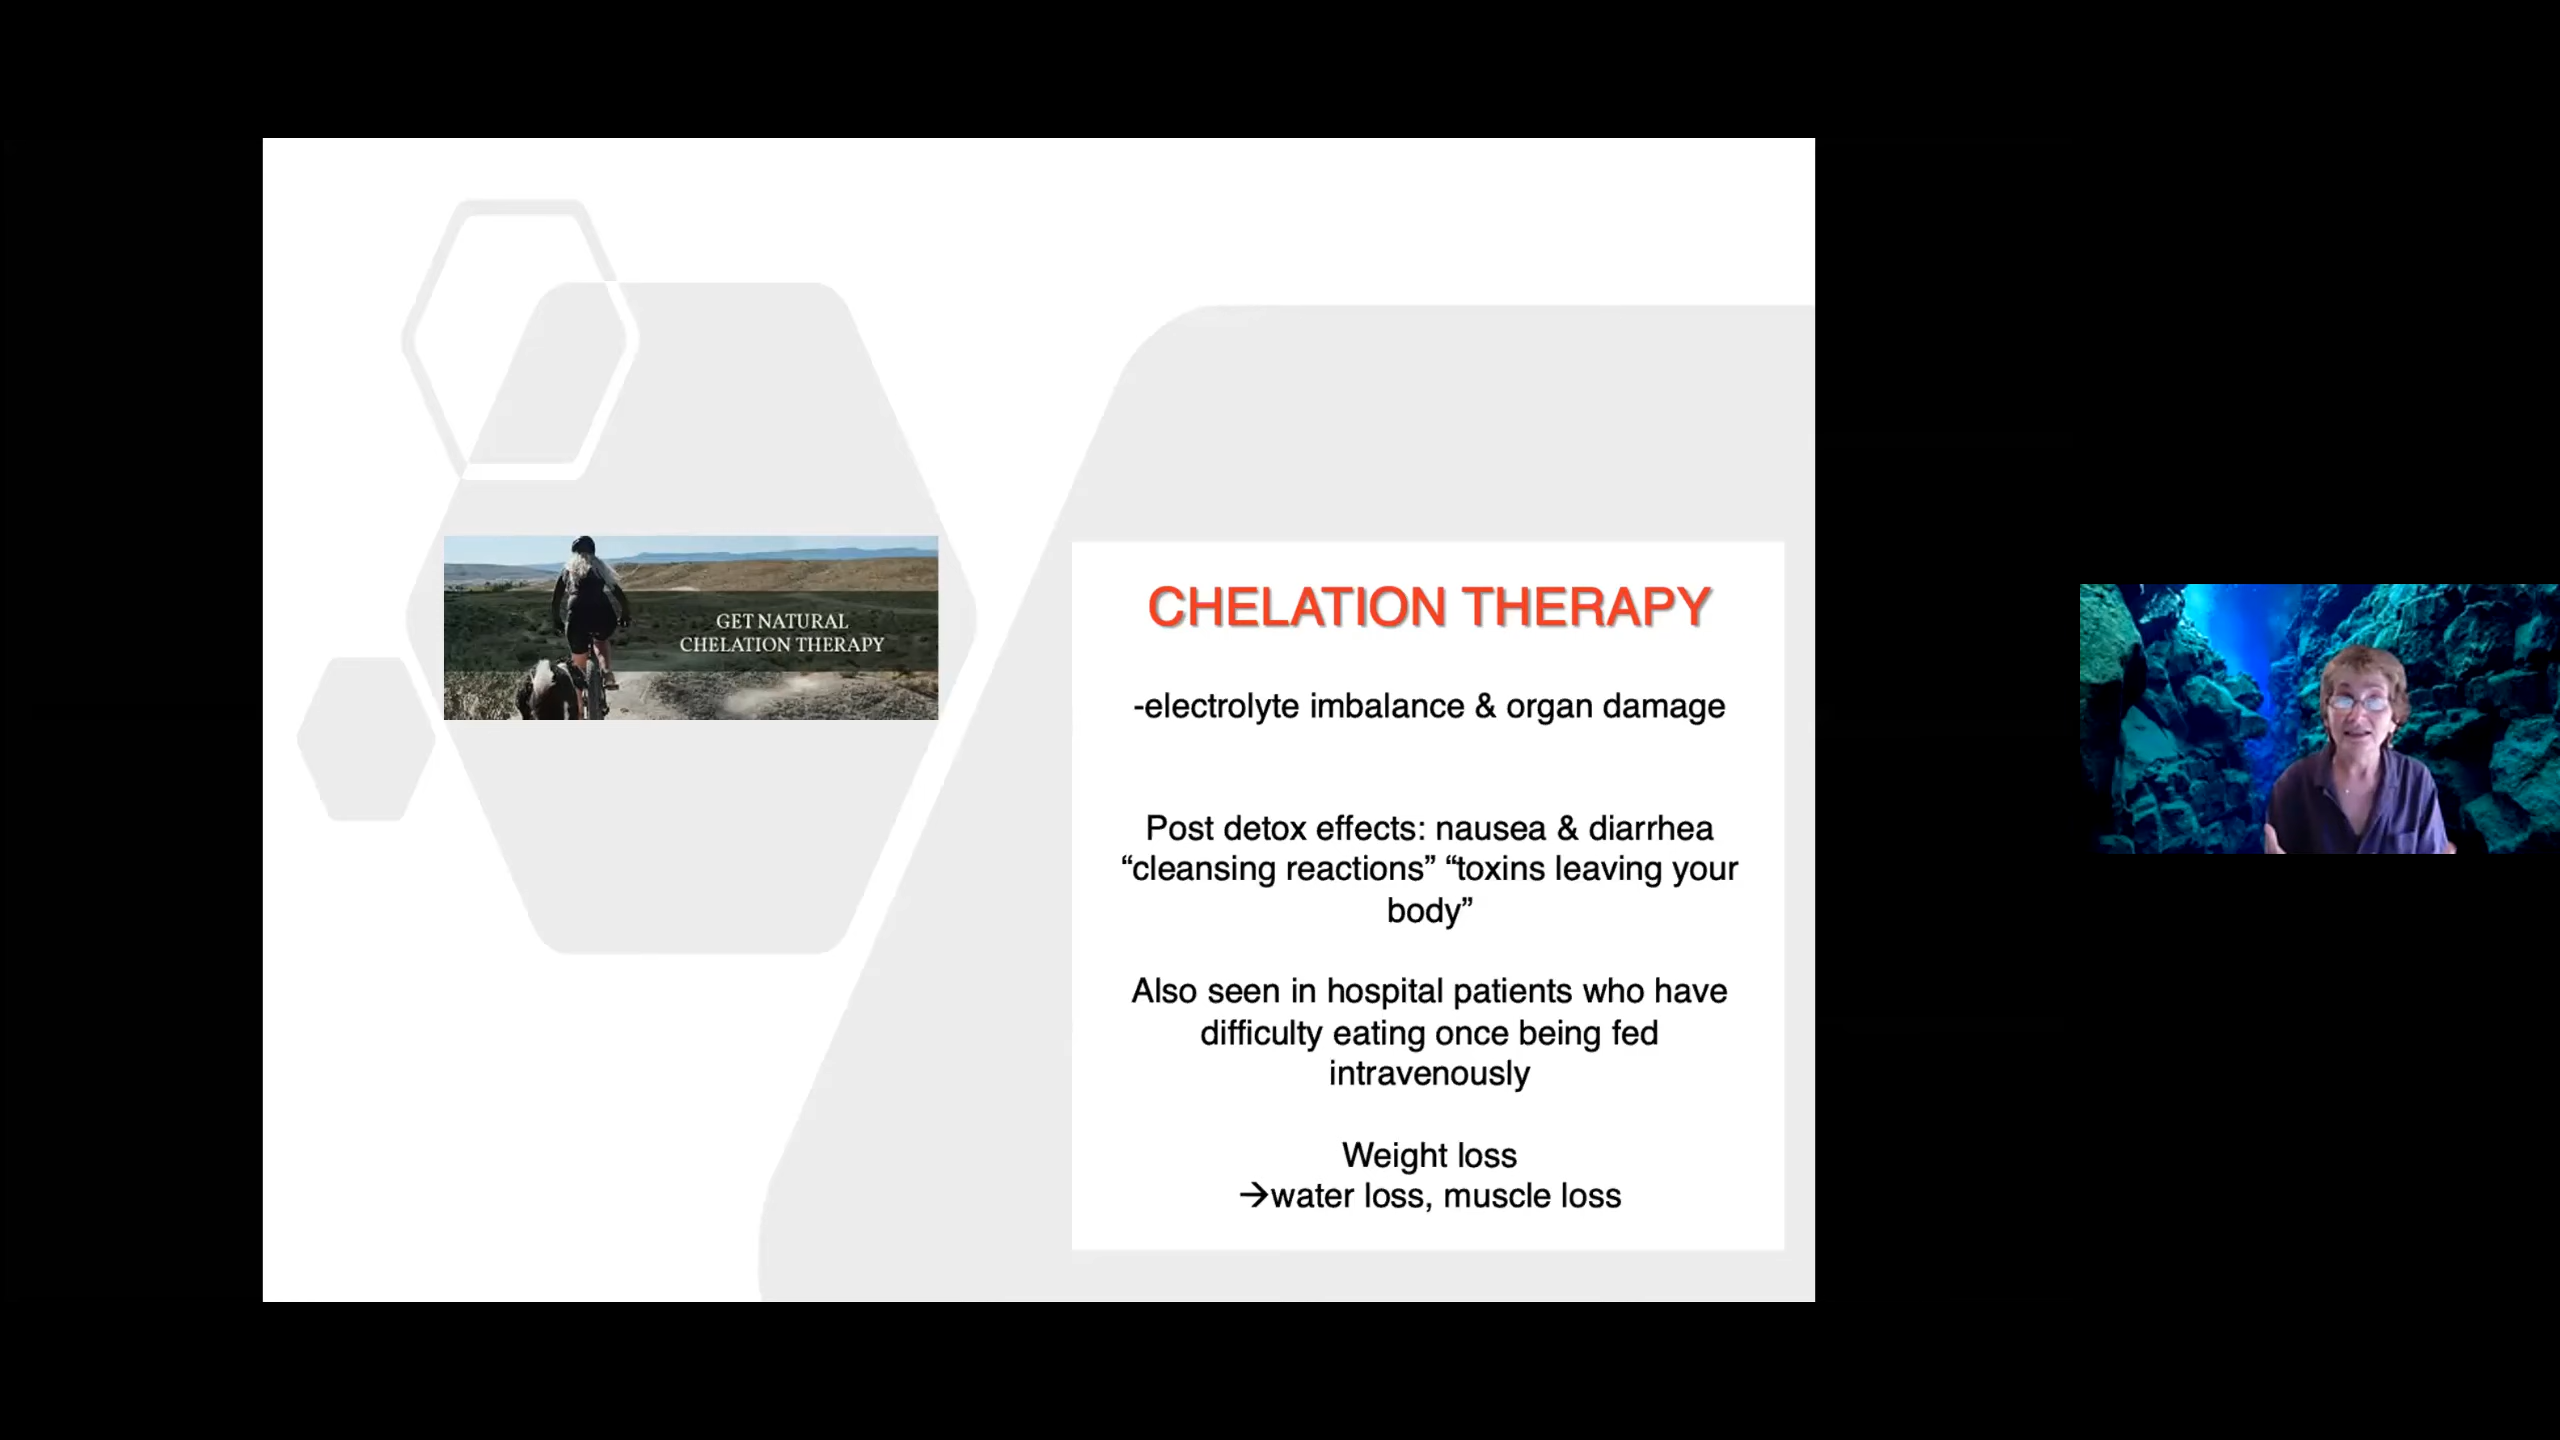 GET NATURAL
CHELATION THERAPY
CHELATION THERAPY
-electrolyte imbalance & organ damage
Post detox effects: nausea & diarrhea
“cleansing reactions” “toxins leaving your
body”
Also seen in hospital patients who have
difficulty eating once being fed
intravenously
Weight loss
→water loss, muscle loss